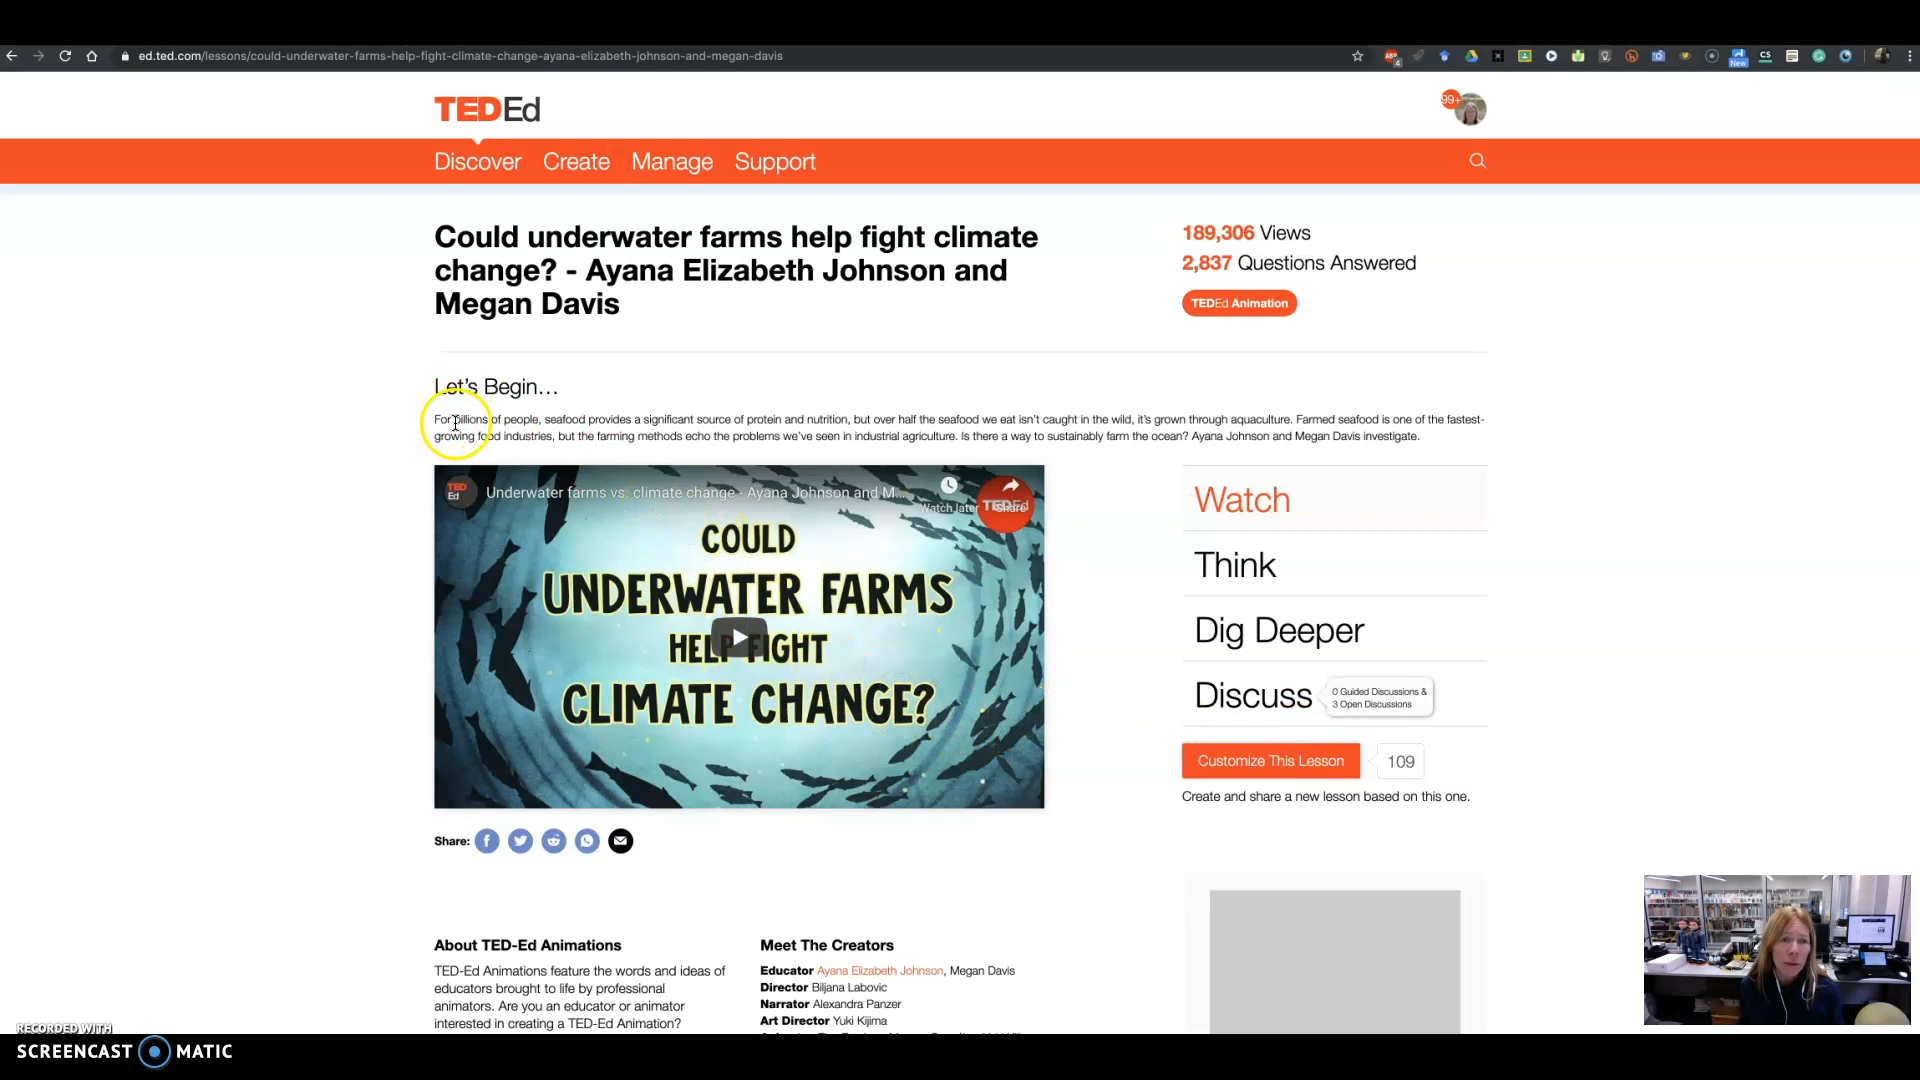 ed.ted.com/lessons/could-underwater-farms-help-fight-climate-change-ayana-elizabeth-johnson-and-megan-davis
4
New
CS
TEDEd
99+
Discover Create Manage Support
Could underwater farms help fight climate
change? - Ayana Elizabeth Johnson and
Megan Davis
189,306 Views
2,837 Questions Answered
TEDEd Animation
Let's Begin…
For billions of people, seafood provides a significant source of protein and nutrition, but over half the seafood we eat isn't caught in the wild, it's grown through aquaculture. Farmed seafood is one of the fastest-
growing food industries, but the farming methods echo the problems we've seen in industrial agriculture. Is there a way to sustainably farm the ocean? Ayana Johnson and Megan Davis investigate.
TED
Ed
Underwater farms vs. climate change - Ayana Johnson and M...
Watch later
Share
TEDEd
COULD
UNDERWATER FARMS
HELP FIGHT
CLIMATE CHANGE?
Watch
Think
Dig Deeper
Discuss
0 Guided Discussions &
3 Open Discussions
Customize This Lesson
109
Create and share a new lesson based on this one.
Share:
About TED-Ed Animations
TED-Ed Animations feature the words and ideas of
educators brought to life by professional
animators. Are you an educator or animator
interested in creating a TED-Ed Animation?
Meet The Creators
Educator Ayana Elizabeth Johnson, Megan Davis
Director Biljana Labovic
Narrator Alexandra Panzer
Art Director Yuki Kijima
RECORDED WITH
SCREENCAST MATIC